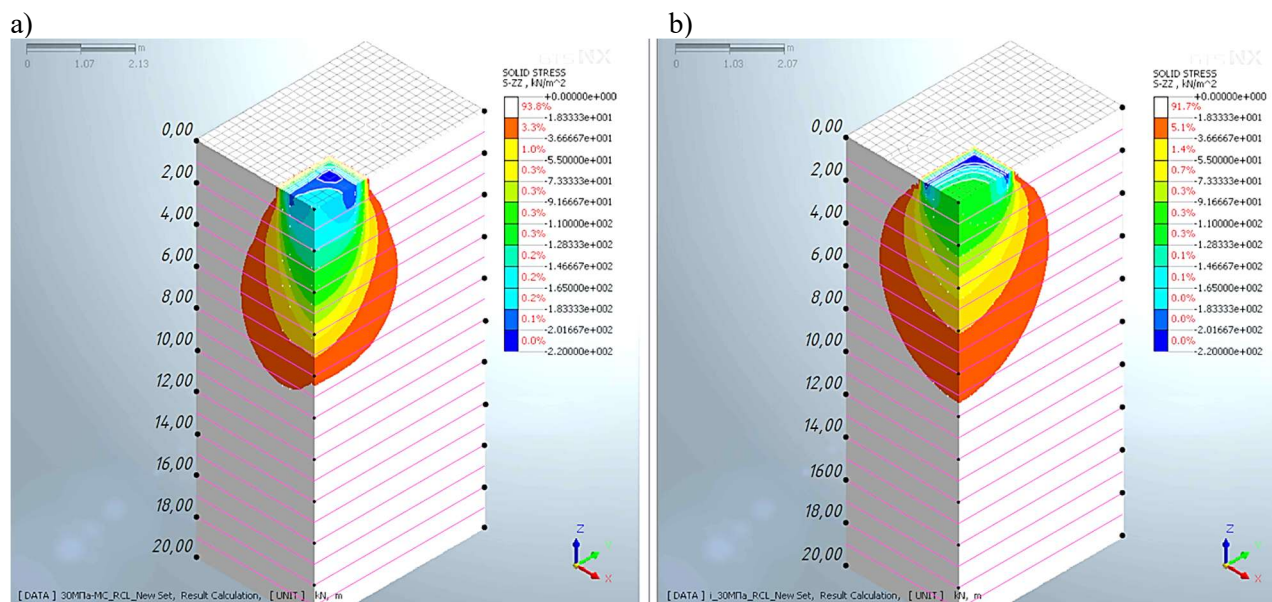 a)
0 1.07 2.13
m
SOLID STRESS
S-ZZ , kN/m^2
+0.00000e+000
93.8%
-1.83333e+001
3.3%
-3.66667e+001
1.0%
-5.50000e+001
0.3%
-7.33333e+001
0.3%
-9.16667e+001
0.3%
-1.10000e+002
0.3%
-1.28333e+002
0.2%
-1.46667e+002
0.2%
-1.65000e+002
0.2%
-1.83333e+002
0.1%
-2.01667e+002
0.0%
-2.20000e+002
0,00
2,00
4,00
6,00
8,00
10,00
12,00
14,00
16,00
18,00
20,00
Z
Y
X
[ DATA ] 30МПа-MC_RCL_New Set, Result Calculation, [ UNIT ] kN, m
b)
0 1.03 2.07
m
SOLID STRESS
S-ZZ , kN/m^2
+0.00000e+000
91.7%
-1.83333e+001
5.1%
-3.66667e+001
1.4%
-5.50000e+001
0.7%
-7.33333e+001
0.3%
-9.16667e+001
0.3%
-1.10000e+002
0.3%
-1.28333e+002
0.1%
-1.46667e+002
0.1%
-1.65000e+002
0.0%
-1.83333e+002
0.0%
-2.01667e+002
0.0%
-2.20000e+002
0,00
2,00
4,00
6,00
8,00
10,00
12,00
14,00
1600
18,00
20,00
Z
Y
X
[ DATA ] i_30МПа_RCL_New Set, Result Calculation, [ UNIT ] kN, m